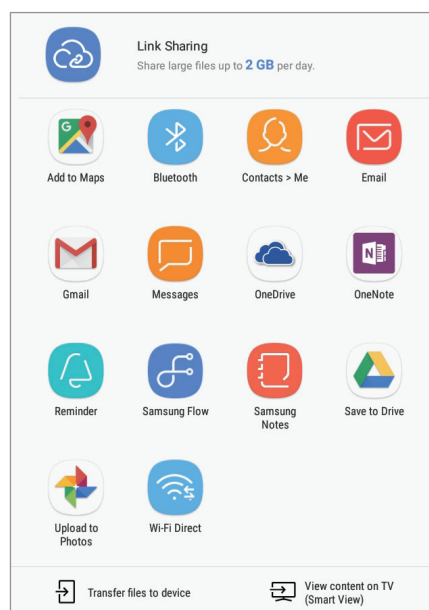 Link Sharing
Share large files up to 2 GB per day.
G
Add to Maps
Bluetooth
Contacts > Me
Email
Gmail
Messages
OneDrive
N
OneNote
Reminder
Samsung Flow
Samsung
Notes
Save to Drive
Upload to
Photos
Wi-Fi Direct
Transfer files to device
View content on TV
(Smart View)